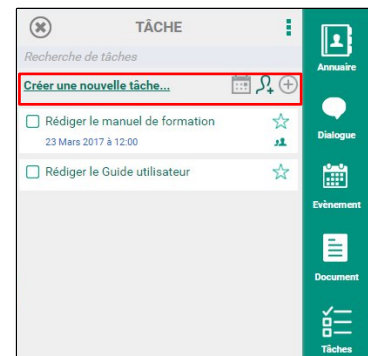 TÂCHE
Recherche de tâches
Créer une nouvelle tâche...
Rédiger le manuel de formation
23 Mars 2017 à 12:00
Rédiger le Guide utilisateur
Annuaire
Dialogue
Evènement
Document
Tâches